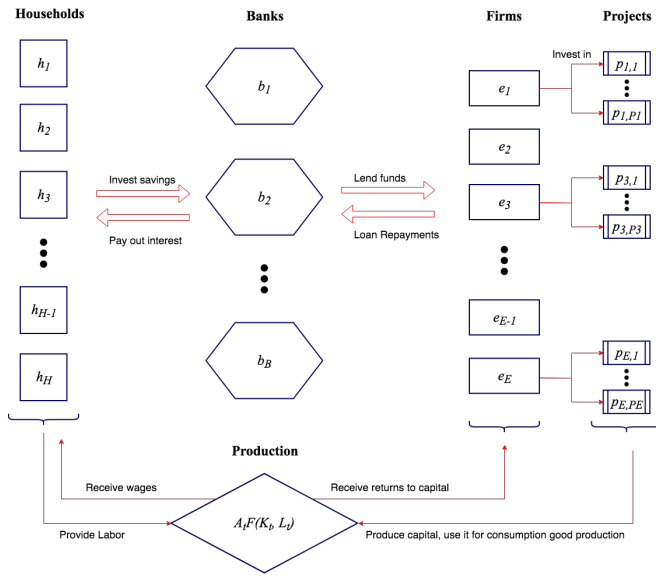 Households
Banks
Firms
Projects
h1
h2
h3
hH-1
hH
b1
b2
bB
Invest savings
Pay out interest
Lend funds
Loan Repayments
e1
e2
e3
eE-1
eE
Invest in
p1,1
p1,P1
p3,1
p3,P3
pE,1
pE,PE
Production
Receive wages
Receive returns to capital
AtF(Kt, Lt)
Provide Labor
Produce capital, use it for consumption good production